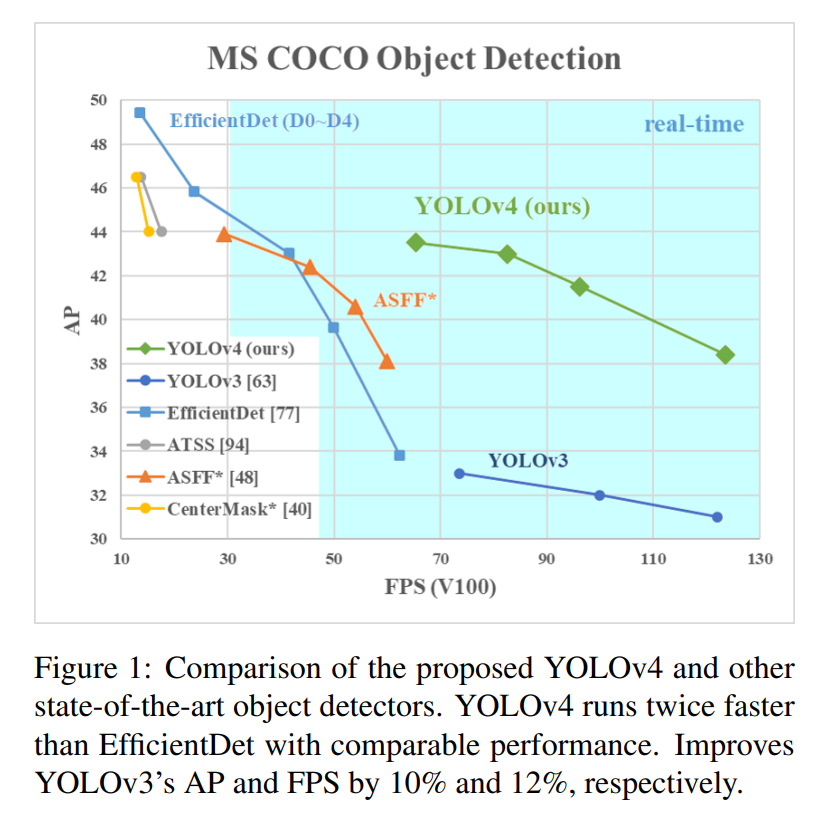 MS COCO Object Detection
50
EfficientDet (D0~D4)
real-time
48
46
YOLOv4 (ours)
44
42
ASFF*
AP
40
YOLOv4 (ours)
38
YOLOv3 [63]
36
EfficientDet [77]
34
ATSS [94]
YOLOv3
ASFF* [48]
32
CenterMask* [40]
30
10 30 50 70 90 110 130
FPS (V100)
Figure 1: Comparison of the proposed YOLOv4 and other
state-of-the-art object detectors. YOLOv4 runs twice faster
than EfficientDet with comparable performance. Improves
YOLOv3's AP and FPS by 10% and 12%, respectively.